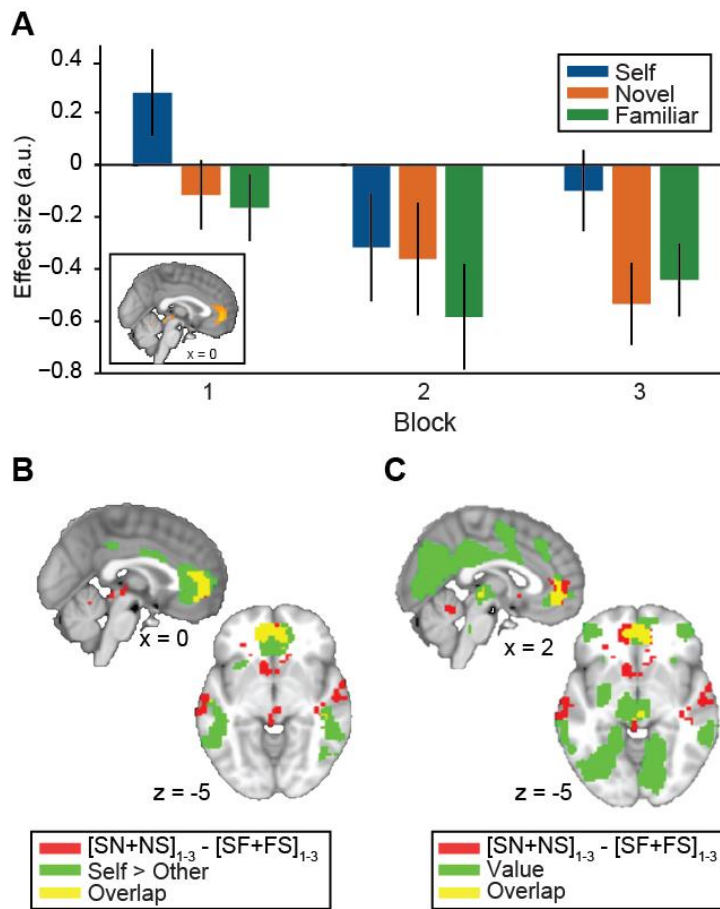 A
0.4
0.2
0
−0.2
−0.4
−0.6
−0.8
Effect size (a.u.)
Self
Novel
Familiar
x = 0
1 2 3
Block
B
x = 0
z = -5
[SN+NS]1-3 - [SF+FS]1-3
Self > Other
Overlap
C
x = 2
z = -5
[SN+NS]1-3 - [SF+FS]1-3
Value
Overlap